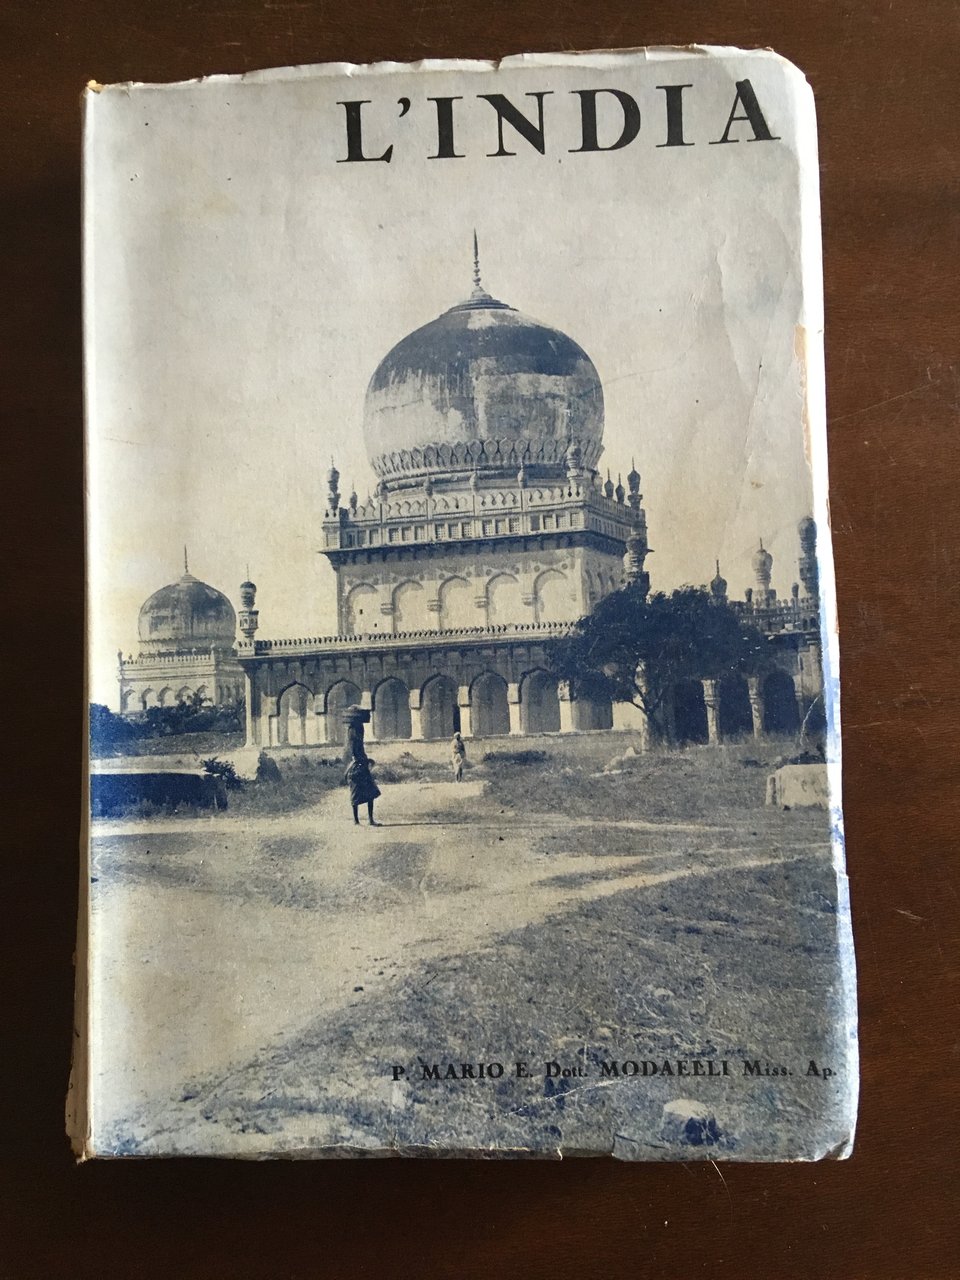 L'INDIA
P. MARIO E. Dott. MODAELLI Miss. Ap.